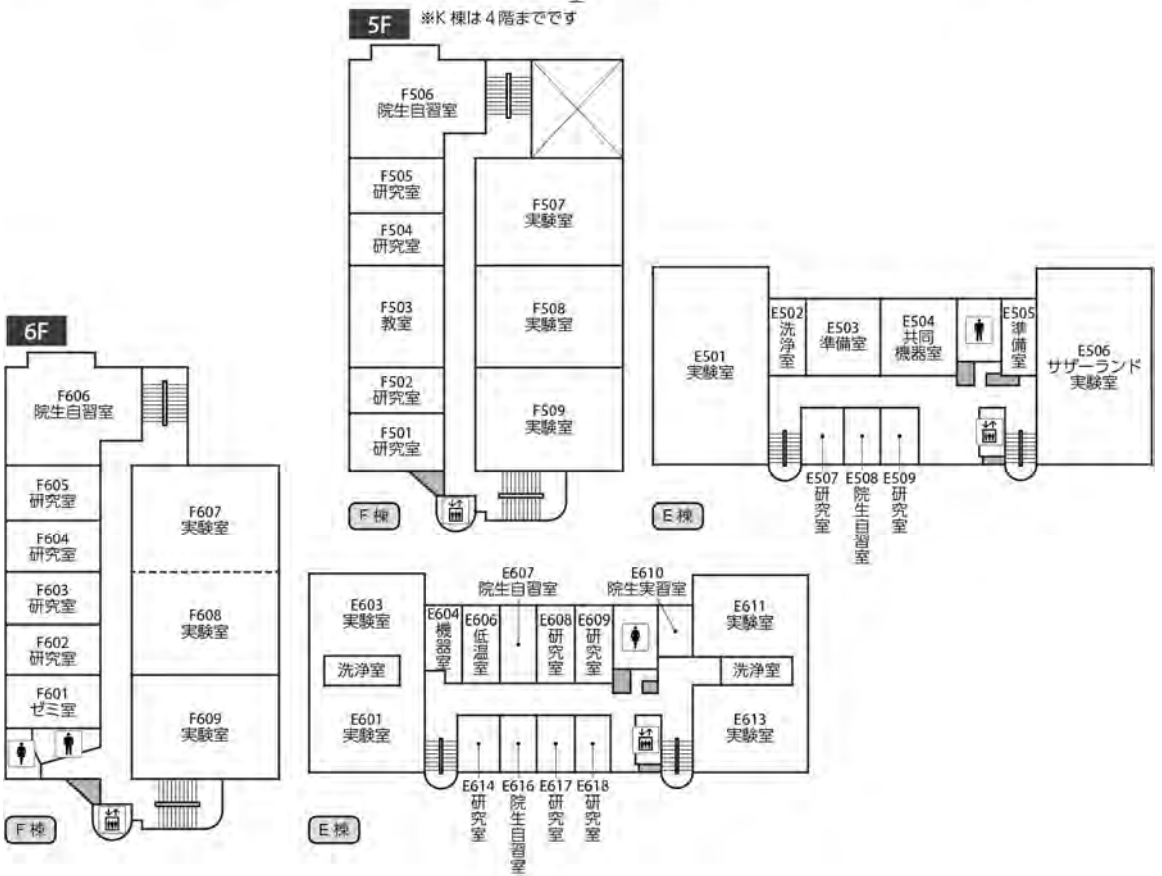 5F
※K 棟は 4 階までです
F506
院生自習室
F505
研究室
F504
研究室
F503
教室
F502
研究室
F501
研究室
F507
実験室
F508
実験室
F509
実験室
F 棟
E501
実験室
E502
洗浄室
E503
準備室
E504
共同
機器室
E505
準備室
E506
サザーランド
実験室
E507
研究室
E508
院生自習室
E509
研究室
E 棟
6F
F606
院生自習室
F605
研究室
F604
研究室
F603
研究室
F602
研究室
F601
ゼミ室
F607
実験室
F608
実験室
F609
実験室
F 棟
E603
実験室
洗浄室
E601
実験室
E604
機器室
E606
低温室
E607
院生自習室
E608
研究室
E609
研究室
E610
院生実習室
E611
実験室
洗浄室
E613
実験室
E614
研究室
E616
院生自習室
E617
研究室
E618
研究室
E 棟